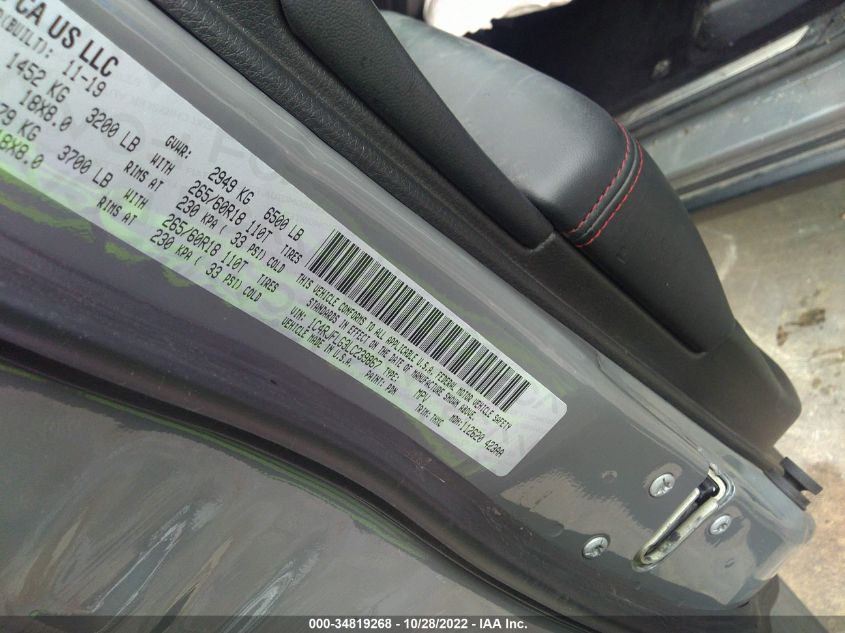 CA US LLC
(BUILT): 11-19
1452 KG 3200 LB
18X8.0
79 KG 3700 LB
18X8.0
WITH
RIMS AT
WITH
RIMS AT
GVWR: 2949 KG 6500 LB
265/60R18 110T TIRES
230 KPA ( 33 PSI) COLD
265/60R18 110T TIRES
230 KPA ( 33 PSI) COLD
THIS VEHICLE CONFORMS TO ALL APPLICABLE U.S.A. FEDERAL MOTOR VEHICLE SAFETY
STANDARDS IN EFFECT ON THE DATE OF MANUFACTURE SHOWN ABOVE.
VIN: TYPE: MPV MDH: 112620 423AA
VEHICLE MADE IN U.S.A. PAINT: PDN TRIM:
000-34819268 - 10/28/2022 - IAA Inc.